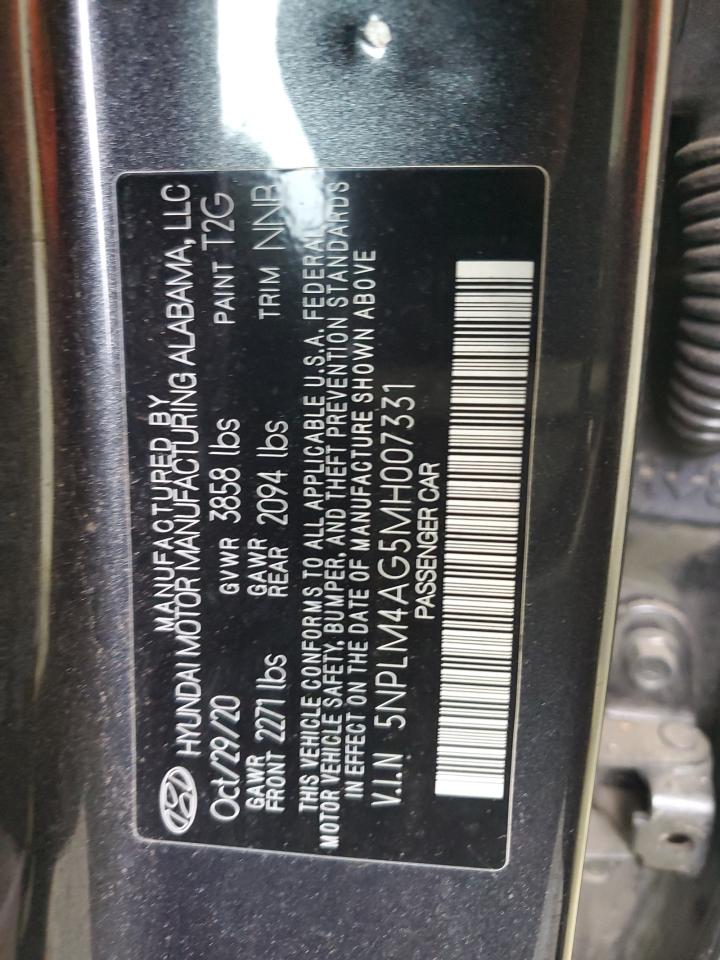 MANUFACTURED BY
HYUNDAI MOTOR MANUFACTURING ALABAMA, LLC
Oct/29/20 GVWR 3858 lbs PAINT T2G
GAWR FRONT 2271 lbs GAWR REAR 2094 lbs TRIM NNB
THIS VEHICLE CONFORMS TO ALL APPLICABLE U.S.A. FEDERAL
MOTOR VEHICLE SAFETY, BUMPER, AND THEFT PREVENTION STANDARDS
IN EFFECT ON THE DATE OF MANUFACTURE SHOWN ABOVE
V.I.N 5NPLM4AG5MH007331
PASSENGER CAR